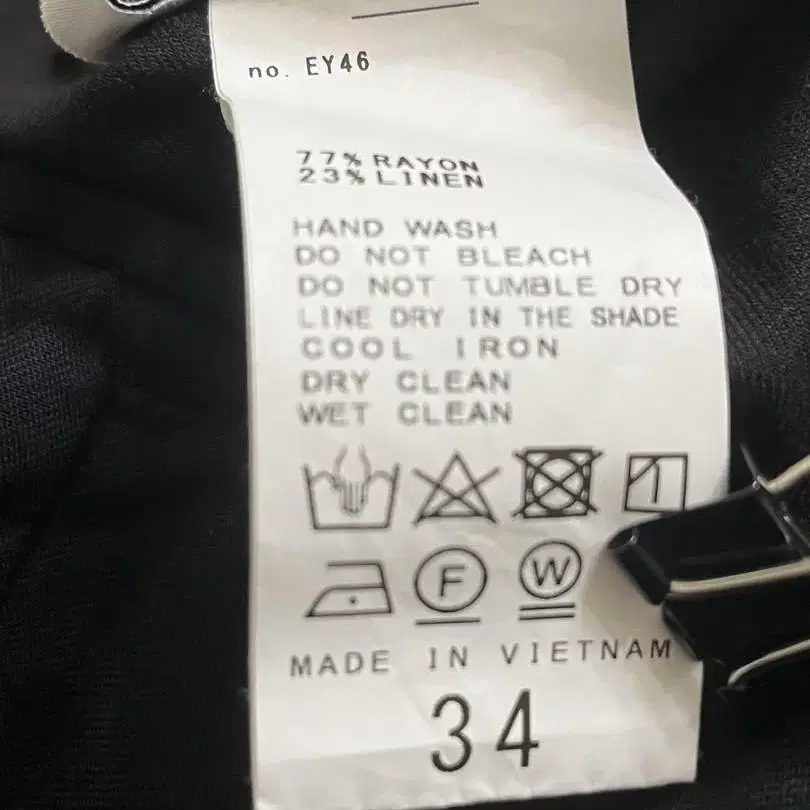 no. EY46
77% RAYON
23% LINEN
HAND WASH
DO NOT BLEACH
DO NOT TUMBLE DRY
LINE DRY IN THE SHADE
COOL IRON
DRY CLEAN
WET CLEAN
F W
MADE IN VIETNAM
34